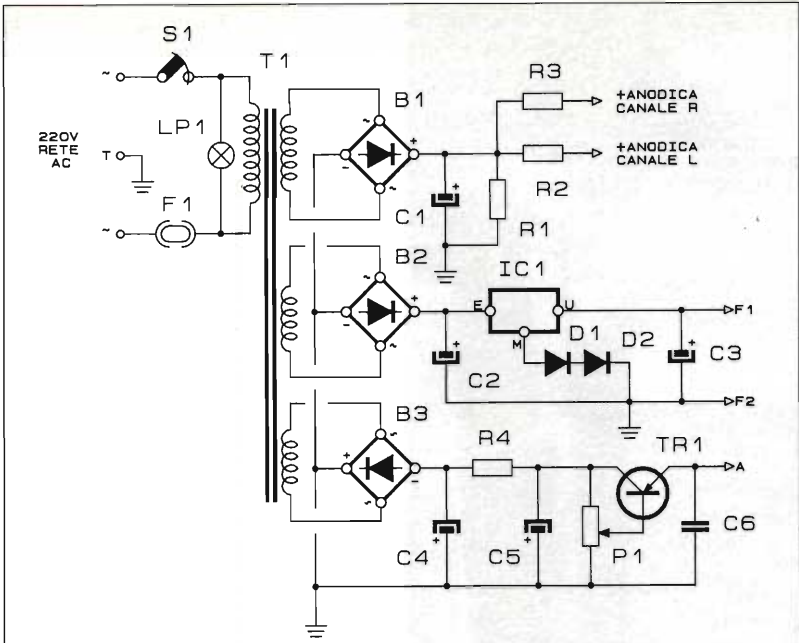 S1
T1
~
LP1
220V
RETE
AC
T
F1
~
B1
~
+
-
~
C1
+
R3
+ANODICA
CANALE R
R2
+ANODICA
CANALE L
R1
B2
~
+
-
~
C2
+
IC1
E
U
M
D1
D2
C3
+
F1
F2
B3
~
+
-
~
R4
TR1
A
C4
+
C5
+
P1
C6